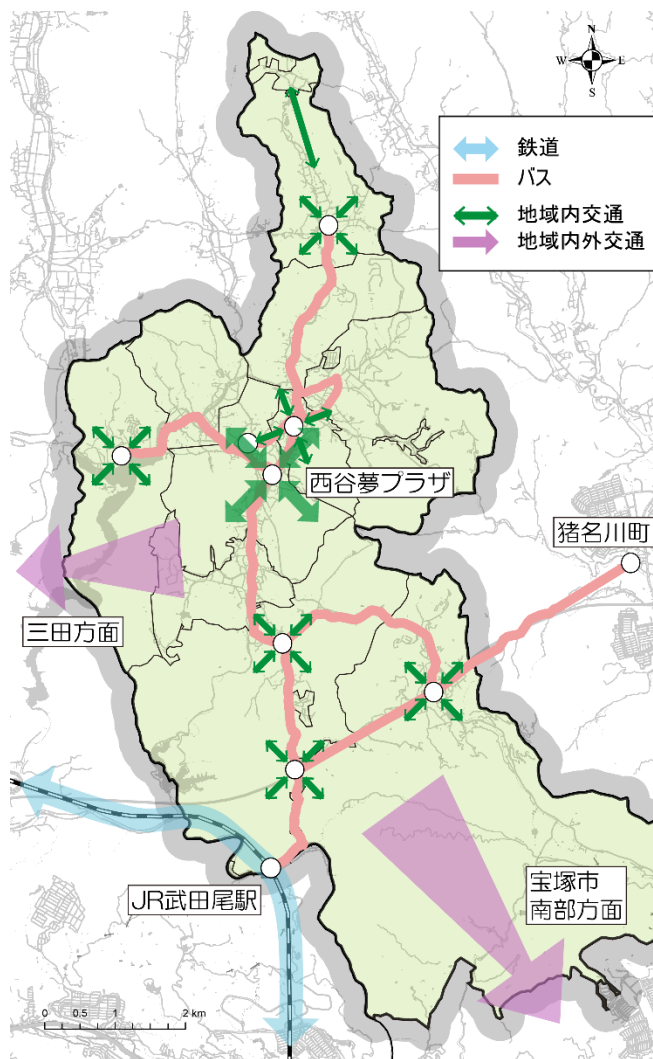 N
W E
S
鉄道
バス
地域内交通
地域内外交通
西谷夢プラザ
猪名川町
三田方面
JR武田尾駅
宝塚市
南部方面
0 0.5 1 2 km